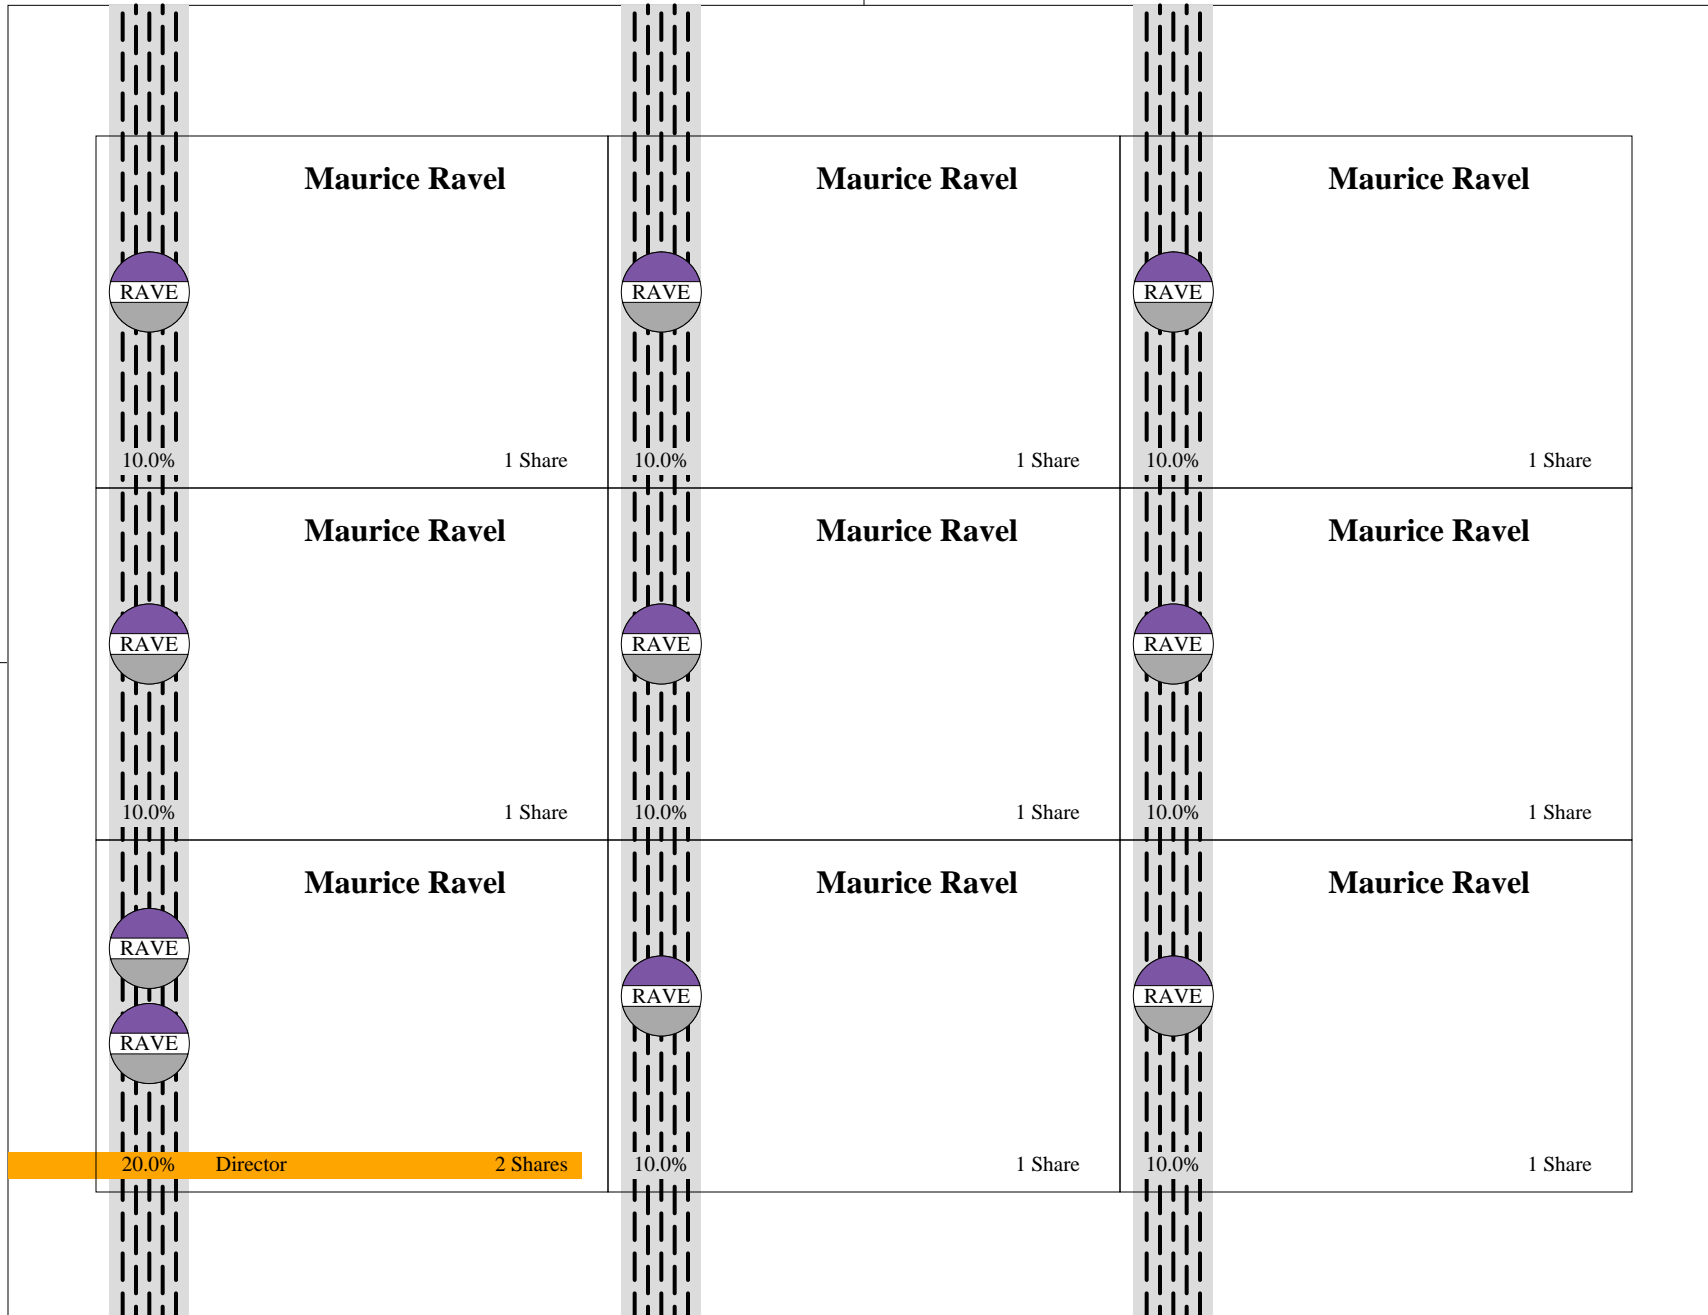 Maurice Ravel Maurice Ravel Maurice Ravel
RAVE RAVE RAVE
10.0% 1 Share 10.0% 1 Share 10.0% 1 Share
Maurice Ravel Maurice Ravel Maurice Ravel
RAVE RAVE RAVE
10.0% 1 Share 10.0% 1 Share 10.0% 1 Share
Maurice Ravel Maurice Ravel Maurice Ravel
RAVE
RAVE RAVE
RAVE
20.0% Director 2 Shares 10.0% 1 Share 10.0% 1 Share